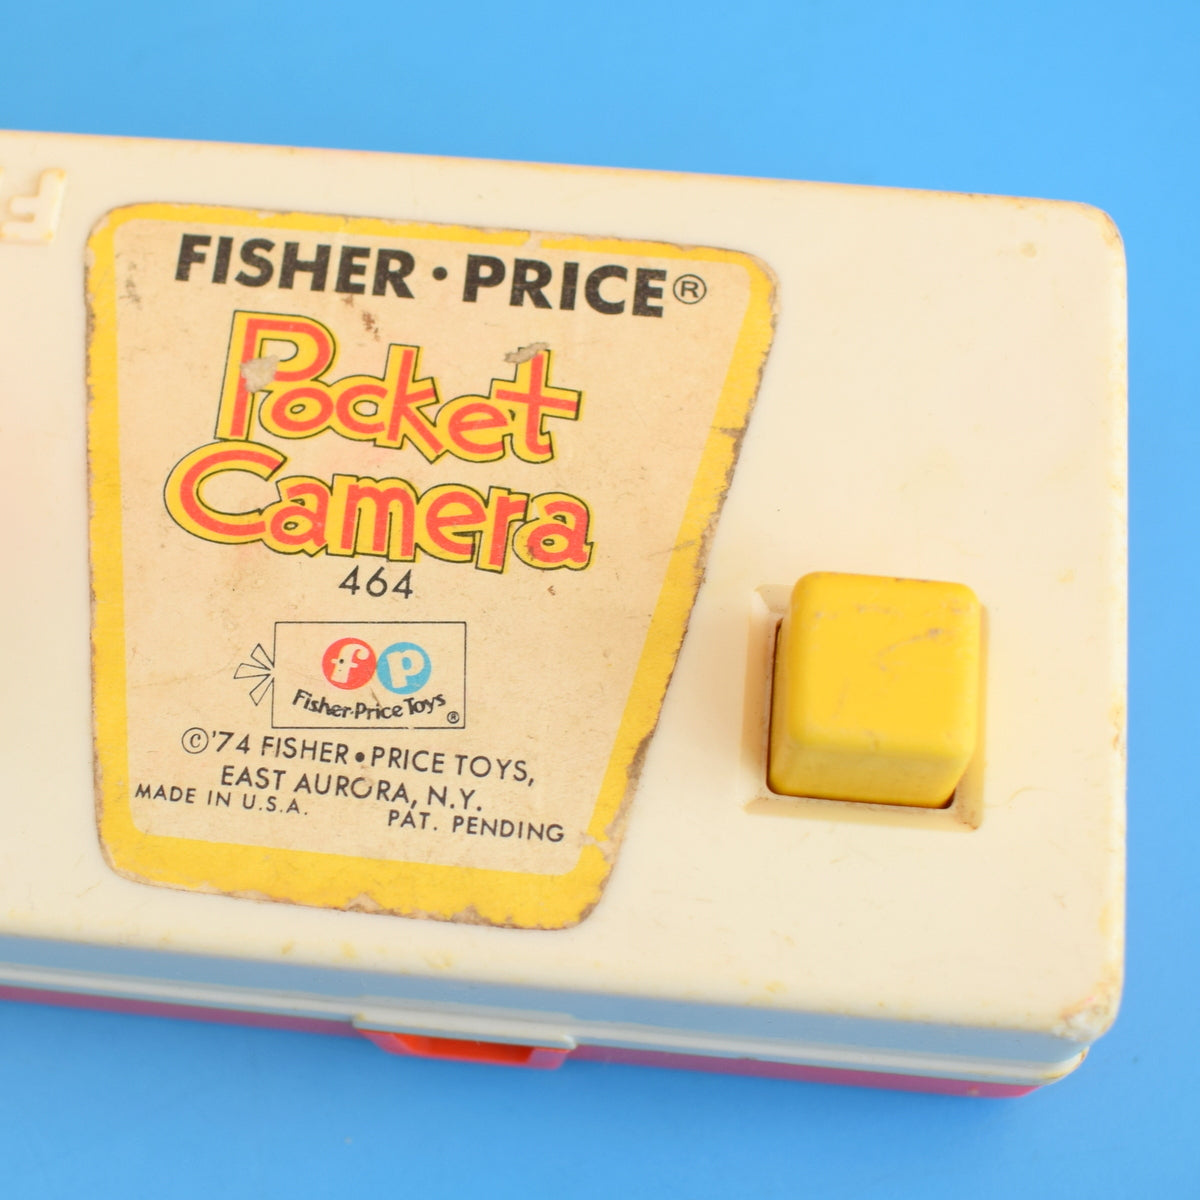 F
FISHER·PRICE®
Pocket
Camera
464
fp
Fisher-Price Toys®
©'74 FISHER•PRICE TOYS,
EAST AURORA, N.Y.
MADE IN U.S.A.
PAT. PENDING